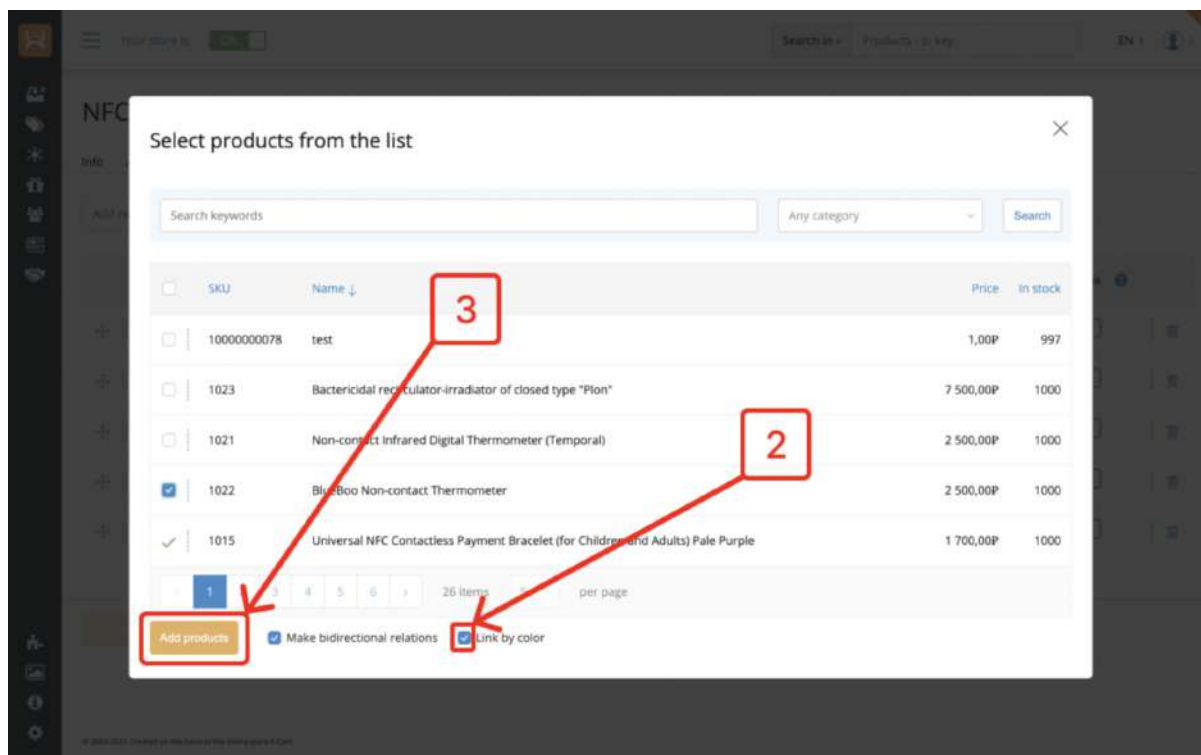 Your store is ON
Search in
EN
NFC
Info
Select products from the list
Search keywords
Any category
Search
SKU
Name ↓
Price
In stock
3
10000000078 test 1,00₽ 997
1023 Bactericidal recirculator-irradiator of closed type "Plon" 7 500,00₽ 1000
1021 Non-contact Infrared Digital Thermometer (Temporal) 2 500,00₽ 1000
2
1022 BlueBoo Non-contact Thermometer 2 500,00₽ 1000
1015 Universal NFC Contactless Payment Bracelet (for Children and Adults) Pale Purple 1 700,00₽ 1000
1 3 4 5 6 › 26 items per page
Add products
Make bidirectional relations
Link by color